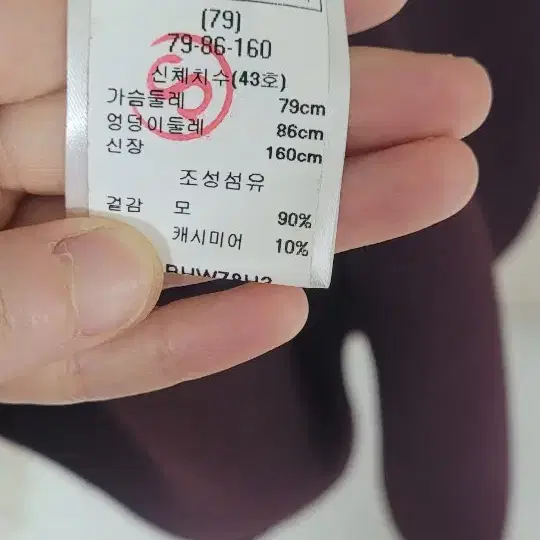 (79)
79-86-160
신체치수(43호)
가슴둘레 79cm
엉덩이둘레 86cm
신장 160cm
조성섬유
겉감 모 90%
캐시미어 10%